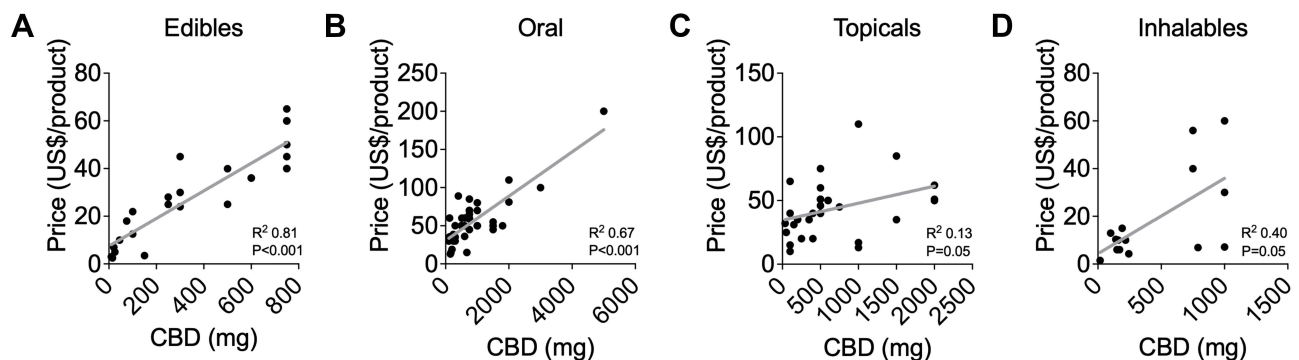 A
Edibles
Price (US$/product)
80
60
40
20
0
0
200
400
600
800
CBD (mg)
R² 0.81
P<0.001
B
Oral
Price (US$/product)
250
200
150
100
50
0
0
2000
4000
6000
CBD (mg)
R² 0.67
P<0.001
C
Topicals
Price (US$/product)
150
100
50
0
0
500
1000
1500
2000
2500
CBD (mg)
R² 0.13
P=0.05
D
Inhalables
Price (US$/product)
80
60
40
20
0
0
500
1000
1500
CBD (mg)
R² 0.40
P=0.05